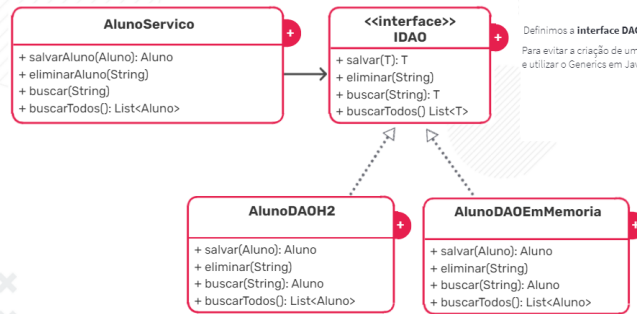 AlunoServico
+ salvarAluno(Aluno): Aluno
+ eliminarAluno(String)
+ buscar(String)
+ buscarTodos(): List<Aluno>
+
<<interface>>
IDAO
+ salvar(T): T
+ eliminar(String)
+ buscar(String): T
+ buscarTodos() List<T>
+
Definimos a interface DAO
Para evitar a criação de um
e utilizar o Generics em Jav
AlunoDAOH2
+ salvar(Aluno): Aluno
+ eliminar(String)
+ buscar(String): Aluno
+ buscarTodos(): List<Aluno>
+
AlunoDAOEmMemoria
+ salvar(Aluno): Aluno
+ eliminar(String)
+ buscar(String): Aluno
+ buscarTodos(): List<Aluno>
+